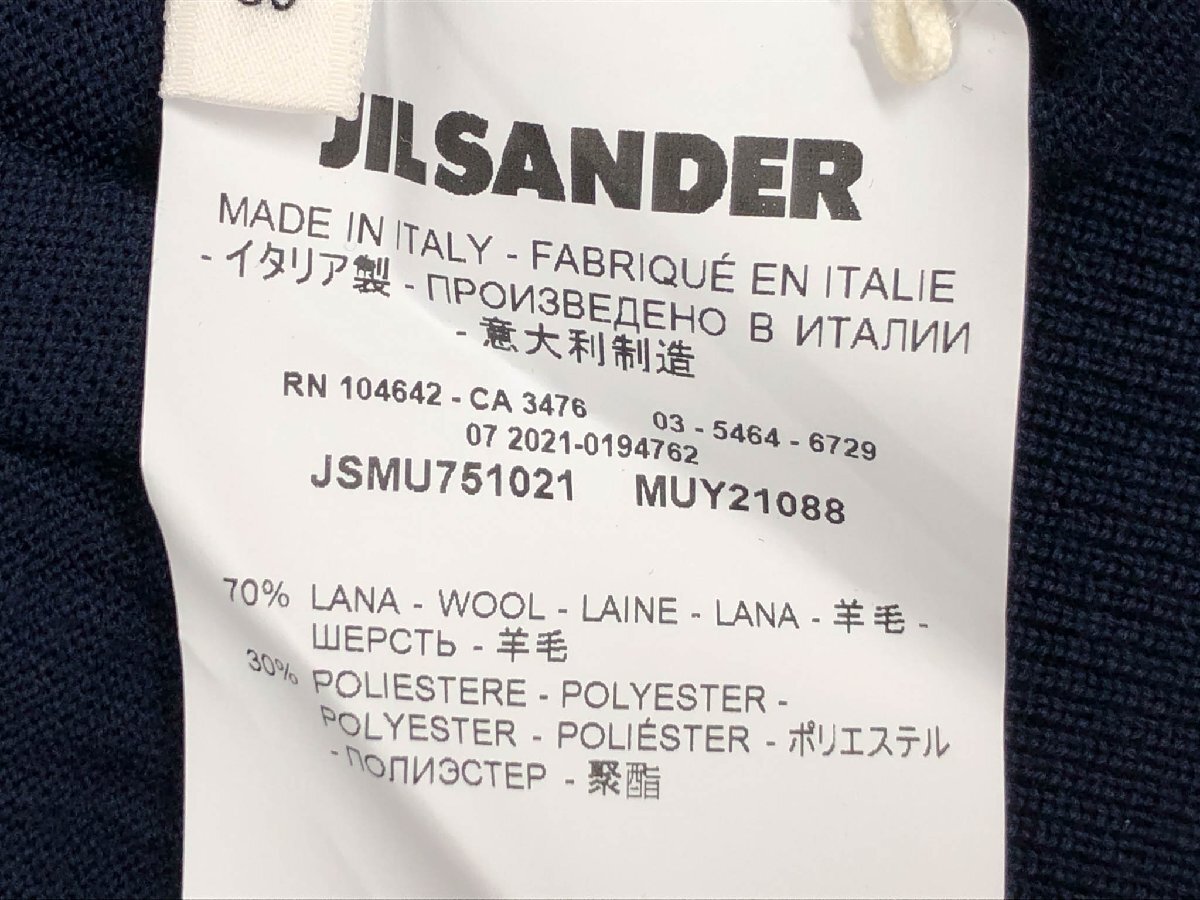 JILSANDER
MADE IN ITALY - FABRIQUÉ EN ITALIE
- イタリア製 - ПРОИЗВЕДЕНО В ИТАЛИИ
- 意大利制造
RN 104642 - CA 3476 03 - 5464 - 6729
07 2021-0194762
JSMU751021 MUY21088
70% LANA - WOOL - LAINE - LANA - 羊毛 -
ШЕРСТЬ - 羊毛
30% POLIESTERE - POLYESTER -
POLYESTER - POLIÉSTER - ポリエステル
- ПОЛИЭСТЕР - 聚酯